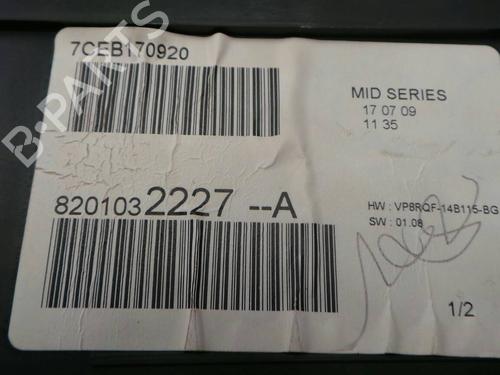 7CEB170920
MID SERIES
17 07 09
11 35
8201032227--A
HW : VP8RQF-14B115-BG
SW : 01.08
1/2
B-PARTS